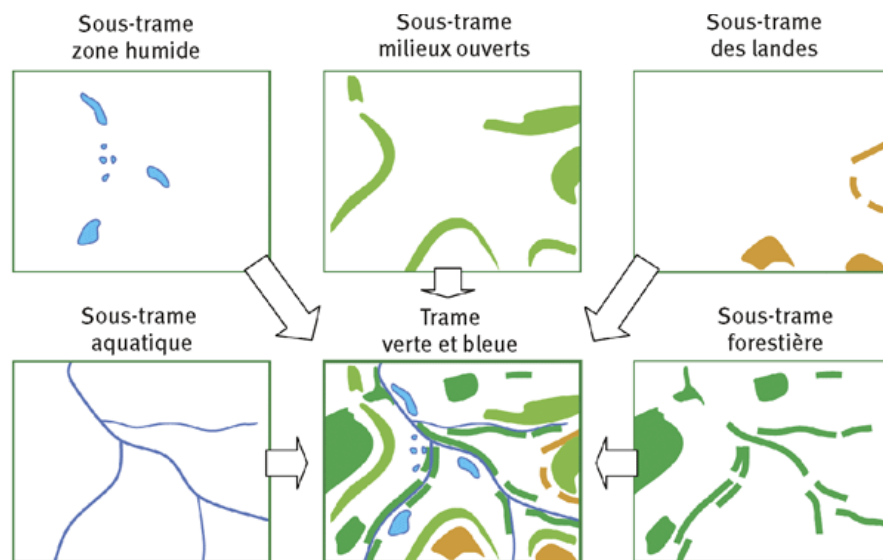 Sous-trame
zone humide
Sous-trame
milieux ouverts
Sous-trame
des landes
Sous-trame
aquatique
Trame
verte et bleue
Sous-trame
forestière